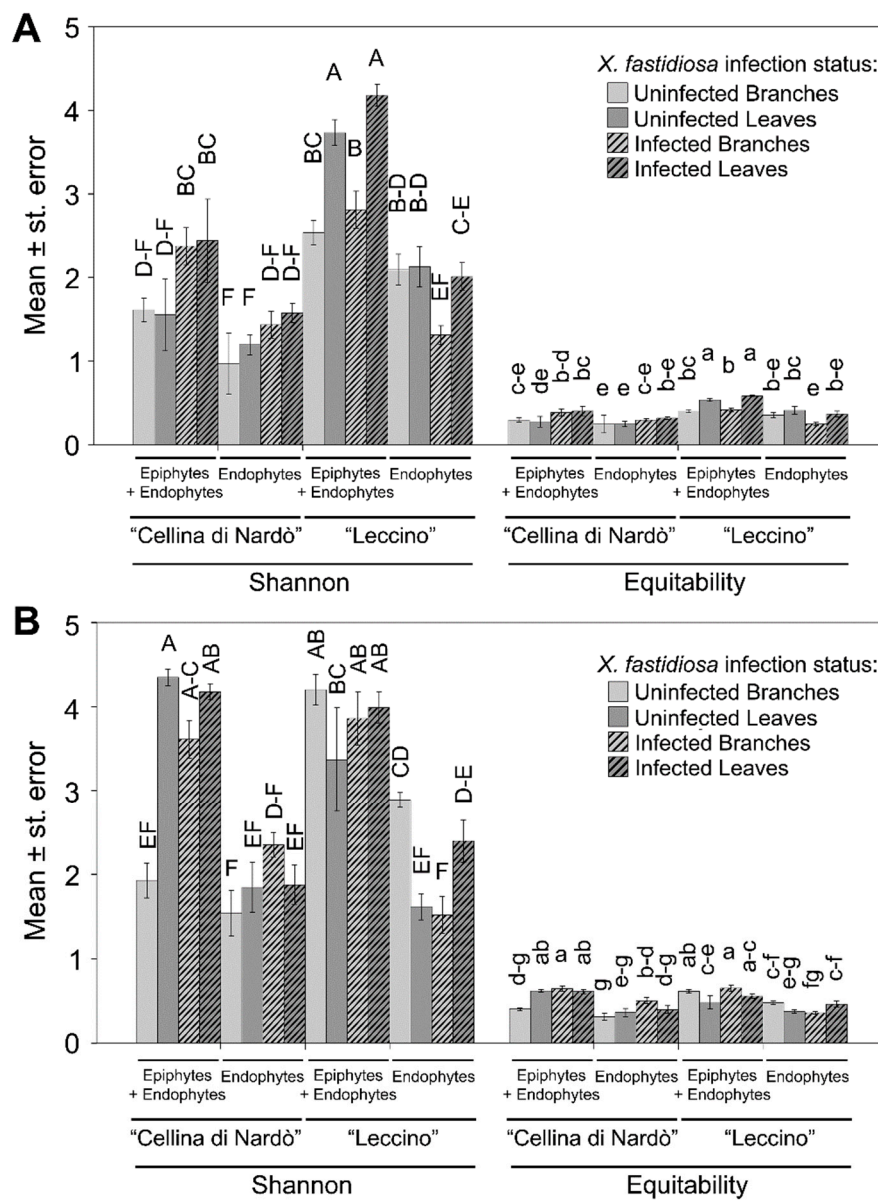 A
5
4
3
2
1
0
Mean ± st. error
X. fastidiosa infection status:
Uninfected Branches
Uninfected Leaves
Infected Branches
Infected Leaves
D-F D-F BC BC F F D-F D-F BC A B A B-D B-D EF C-E
c-e de b-d bc e e c-e b-e bc a b a b-e bc e b-e
Epiphytes Endophytes Epiphytes Endophytes Epiphytes Endophytes Epiphytes Endophytes
+ Endophytes + Endophytes + Endophytes + Endophytes
“Cellina di Nardò” “Leccino” “Cellina di Nardò” “Leccino”
Shannon Equitability
B
5
4
3
2
1
0
Mean ± st. error
X. fastidiosa infection status:
Uninfected Branches
Uninfected Leaves
Infected Branches
Infected Leaves
EF A A-C AB F EF D-F EF AB BC AB AB CD EF F D-E
d-g ab a ab g e-g b-d d-g ab c-e a a-c c-f e-g fg c-f
Epiphytes Endophytes Epiphytes Endophytes Epiphytes Endophytes Epiphytes Endophytes
+ Endophytes + Endophytes + Endophytes + Endophytes
“Cellina di Nardò” “Leccino” “Cellina di Nardò” “Leccino”
Shannon Equitability